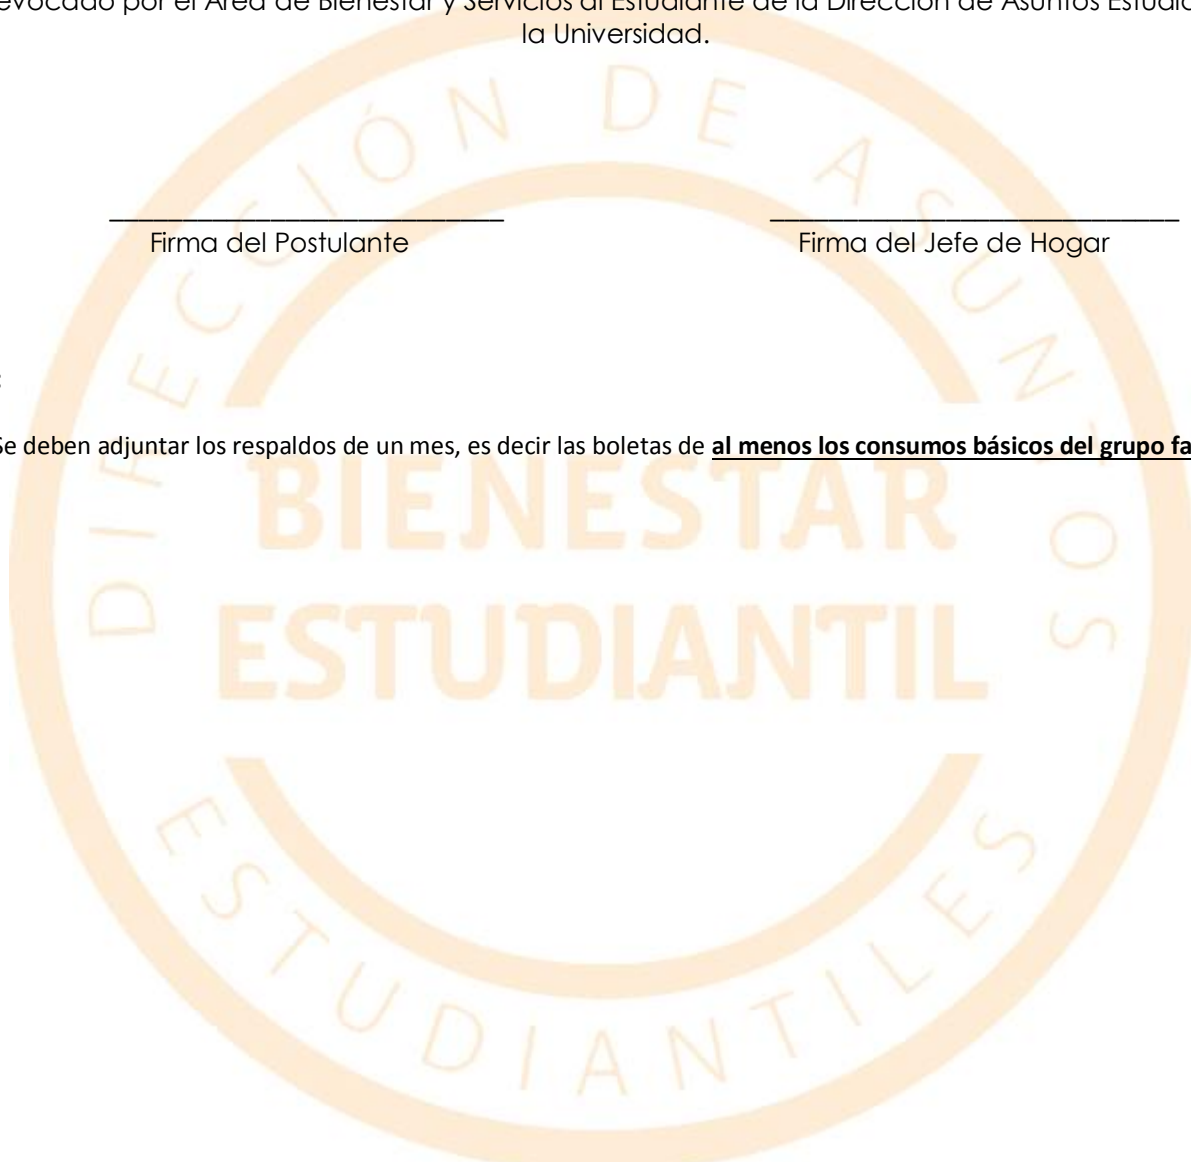 evocado por el Área de Bienestar y Servicios al Estudiante de la Dirección de Asuntos
la Universidad.
Firma del Postulante
Firma del Jefe de Hogar
:
Se deben adjuntar los respaldos de un mes, es decir las boletas de al menos los consumos básicos del grupo fa
DIRECCIÓN DE ASUNTOS
BIENESTAR
ESTUDIANTIL
ESTUDIANTILES